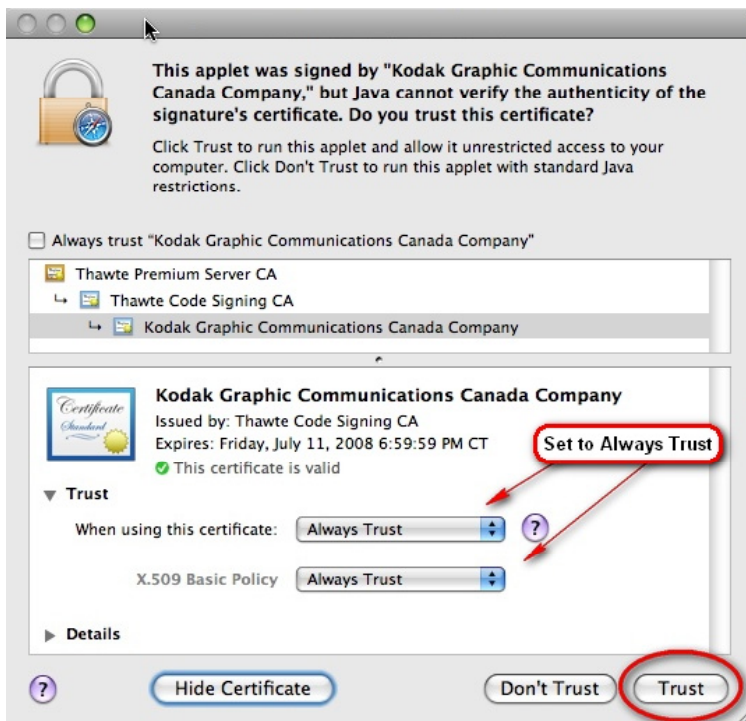 This applet was signed by "Kodak Graphic Communications
Canada Company," but Java cannot verify the authenticity of the
signature's certificate. Do you trust this certificate?
Click Trust to run this applet and allow it unrestricted access to your
computer. Click Don't Trust to run this applet with standard Java
restrictions.
Always trust "Kodak Graphic Communications Canada Company"
Thawte Premium Server CA
Thawte Code Signing CA
Kodak Graphic Communications Canada Company
Certificate
Standard
Kodak Graphic Communications Canada Company
Issued by: Thawte Code Signing CA
Expires: Friday, July 11, 2008 6:59:59 PM CT
Set to Always Trust
This certificate is valid
Trust
When using this certificate: Always Trust ?
X.509 Basic Policy Always Trust
Details
? Hide Certificate Don't Trust Trust